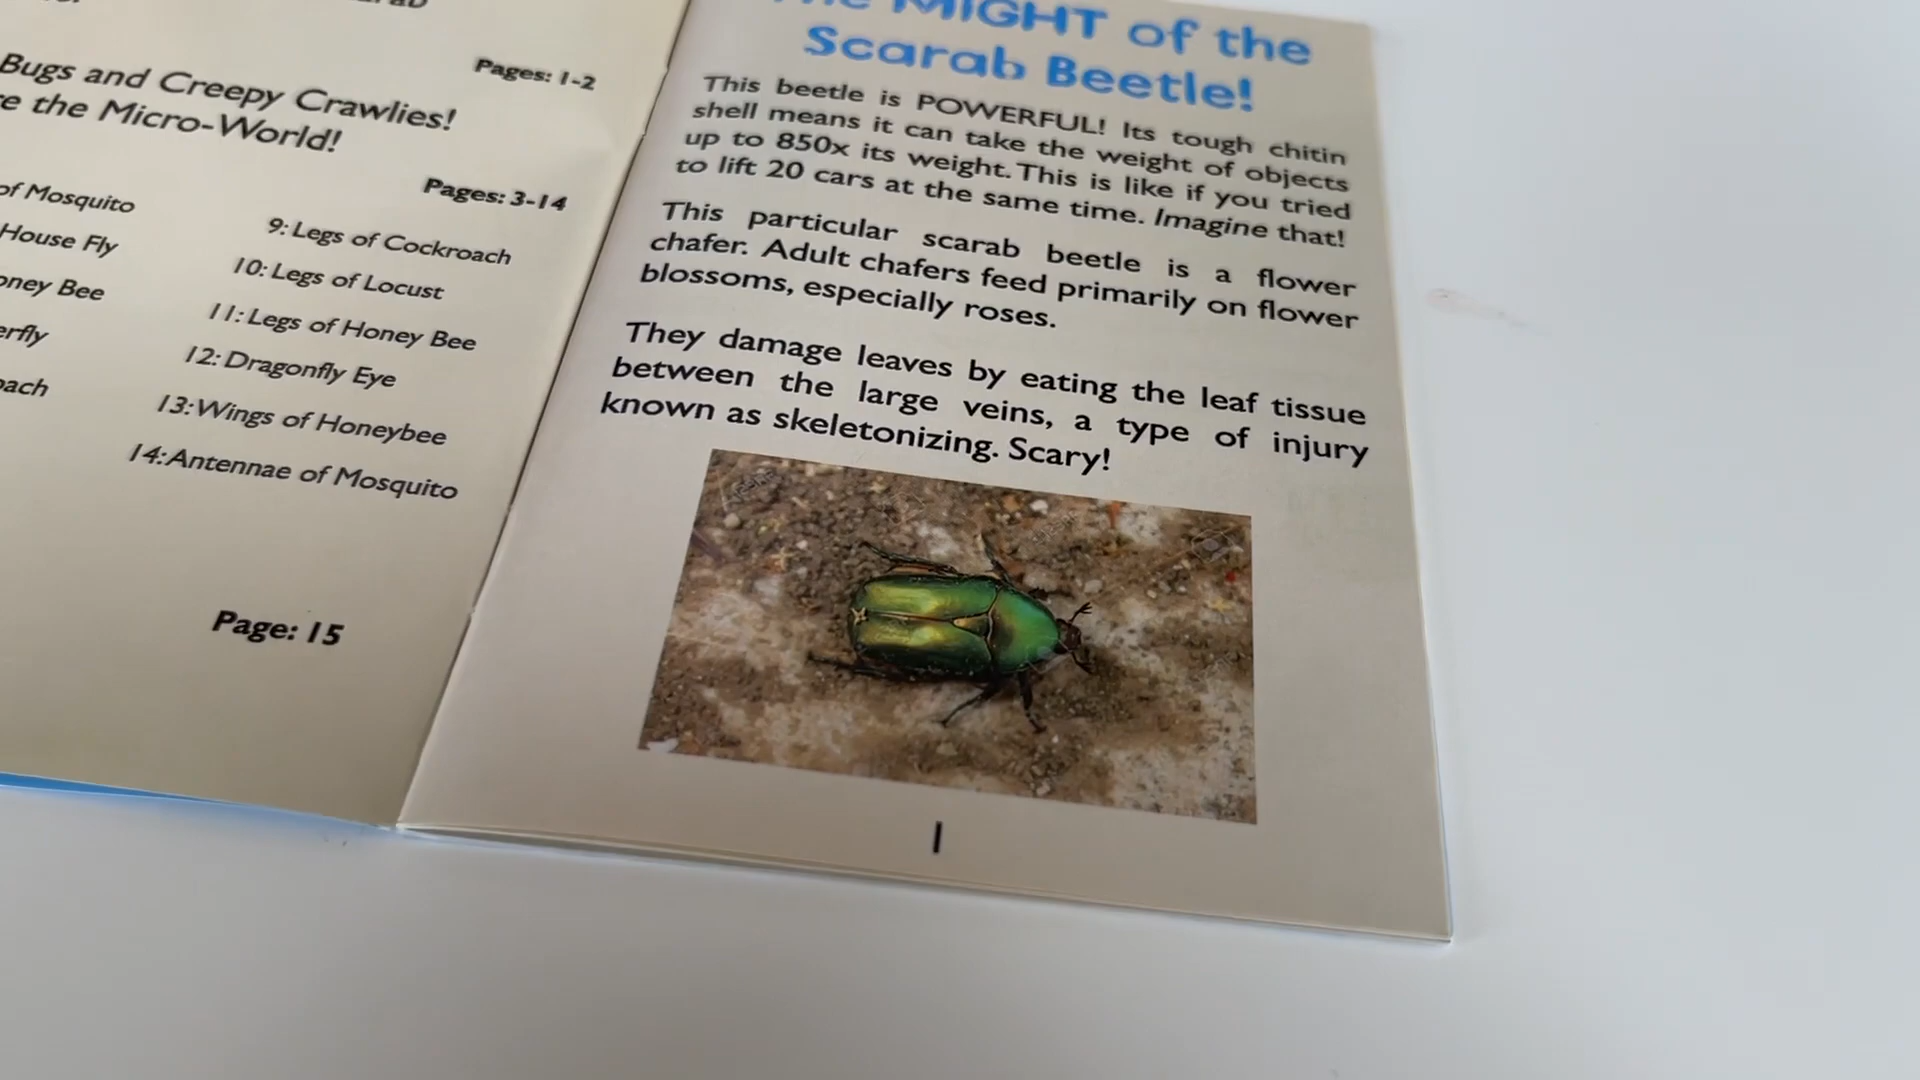 Pages: 1-2
Bugs and Creepy Crawlies!
the Micro-World!
Pages: 3-14
of Mosquito
House Fly
Bee
9: Legs of Cockroach
10: Legs of Locust
11: Legs of Honey Bee
12: Dragonfly Eye
13: Wings of Honeybee
14: Antennae of Mosquito
Page: 15
The MIGHT of the
Scarab Beetle!
This beetle is POWERFUL! Its tough chitin
shell means it can take the weight of objects
up to 850x its weight. This is like if you tried
to lift 20 cars at the same time. Imagine that!
This particular scarab beetle is a flower
chafer. Adult chafers feed primarily on flower
blossoms, especially roses.
They damage leaves by eating the leaf tissue
between the large veins, a type of injury
known as skeletonizing. Scary!
1